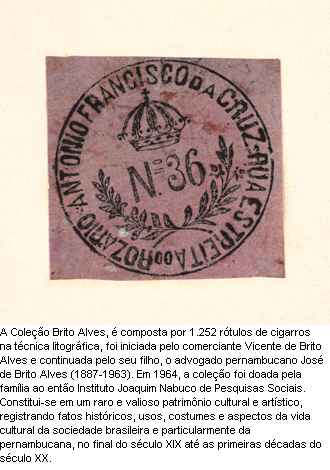 ANTONIO FRANCISCO DA CRUZ - RUA ESTREITA DO ROZARIO -
Nº 36
A Coleção Brito Alves, é composta por 1.252 rótulos de cigarros
na técnica litográfica, foi iniciada pelo comerciante Vicente de Brito
Alves e continuada pelo seu filho, o advogado pernambucano José
de Brito Alves (1887-1963). Em 1964, a coleção foi doada pela
família ao então Instituto Joaquim Nabuco de Pesquisas Sociais.
Constitui-se em um raro e valioso patrimônio cultural e artístico,
registrando fatos históricos, usos, costumes e aspectos da vida
cultural da sociedade brasileira e particularmente da
pernambucana, no final do século XIX até as primeiras décadas do
século XX.